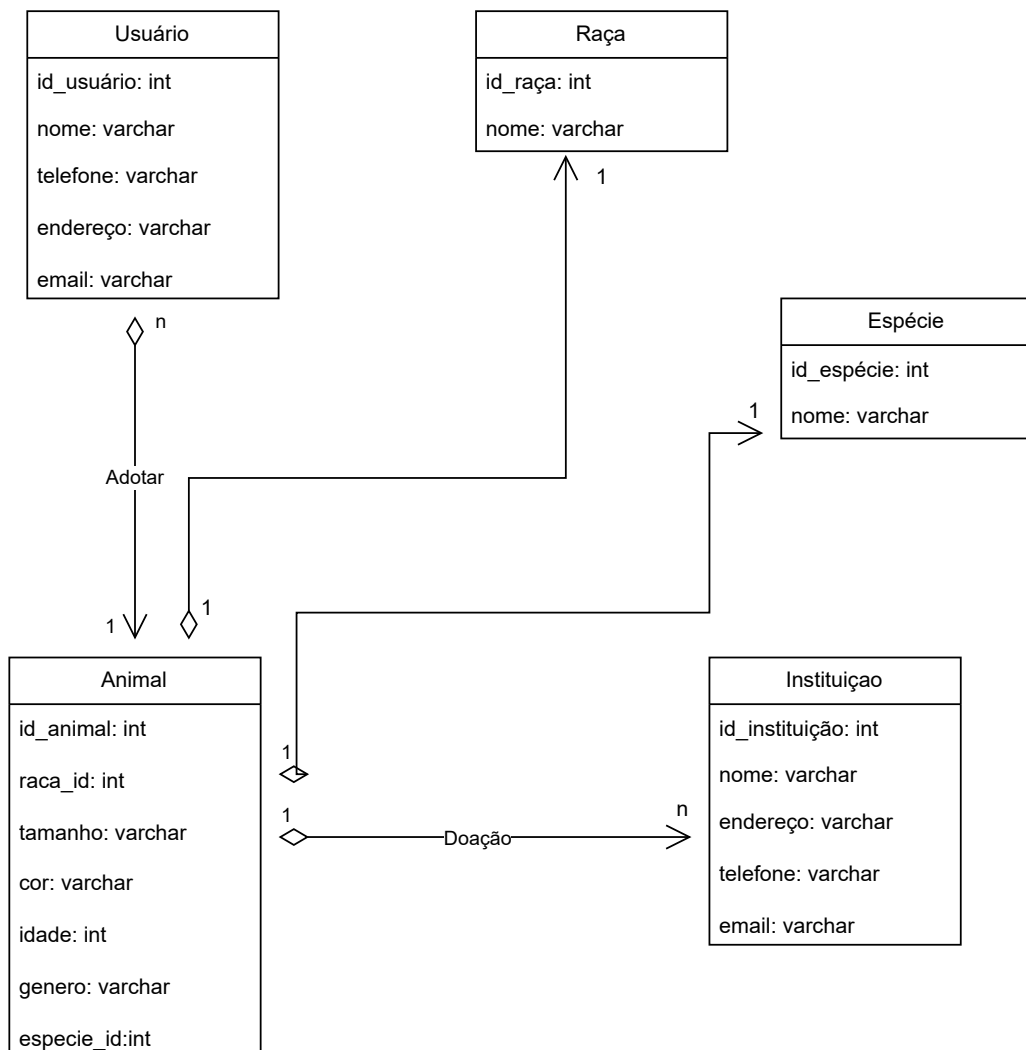 Usuário
id_usuário: int
nome: varchar
telefone: varchar
endereço: varchar
email: varchar
n
Raça
id_raça: int
nome: varchar
1
Espécie
id_espécie: int
nome: varchar
1
Adotar
1
1
Animal
id_animal: int
raca_id: int
tamanho: varchar
cor: varchar
idade: int
genero: varchar
especie_id:int
1
1
Doação
n
Instituiçao
id_instituição: int
nome: varchar
endereço: varchar
telefone: varchar
email: varchar